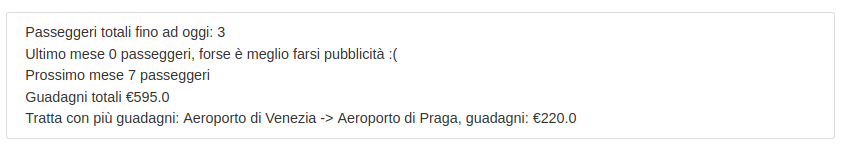 Passeggeri totali fino ad oggi: 3
Ultimo mese 0 passeggeri, forse è meglio farsi pubblicità :(
Prossimo mese 7 passeggeri
Guadagni totali €595.0
Tratta con più guadagni: Aeroporto di Venezia -> Aeroporto di Praga, guadagni: €220.0